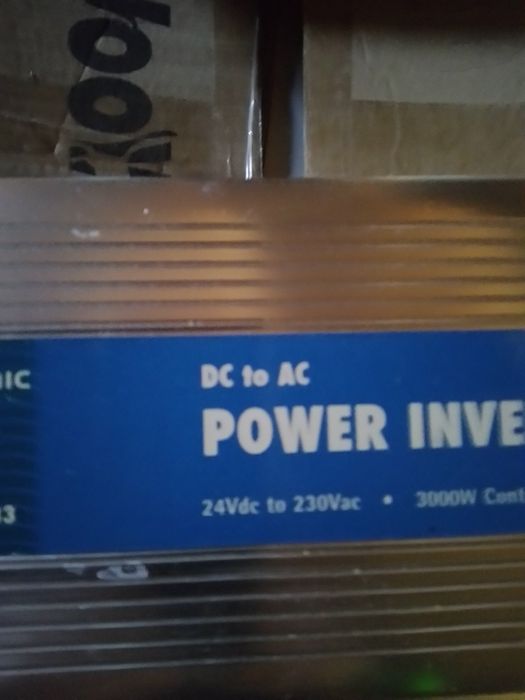 DC to AC
POWER INVE
24Vdc to 230Vac • 3000W Cont